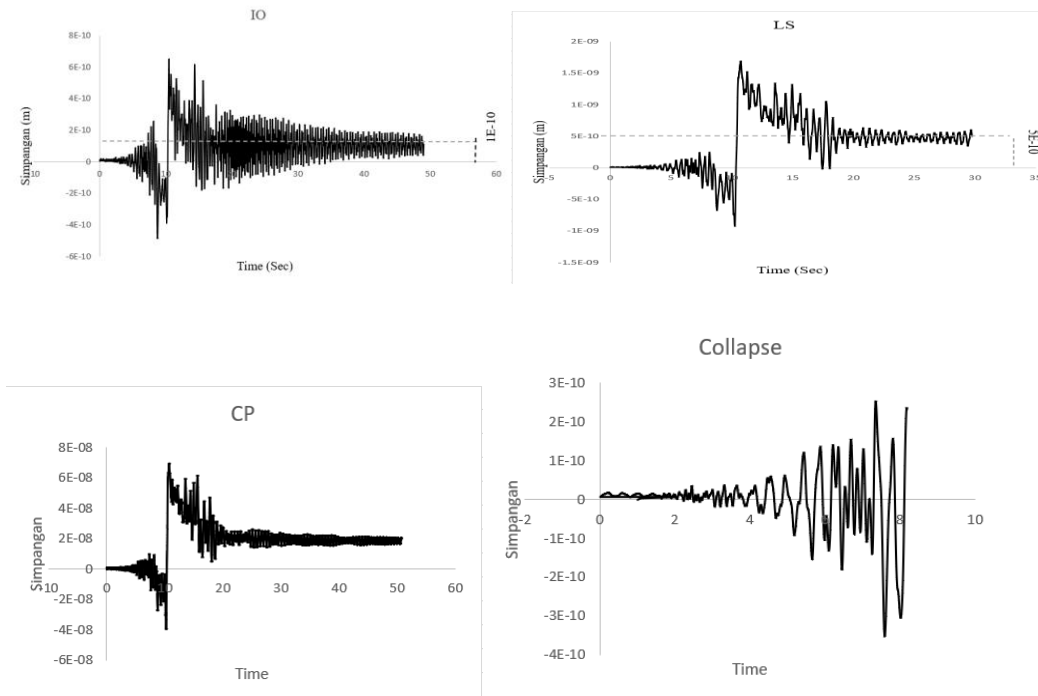 IO
8E-10
6E-10
4E-10
2E-10
0
-2E-10
-4E-10
-6E-10
Simpangan (m)
-10 0 10 20 30 40 50 60
1E-10
Time (Sec)
LS
2E-09
1.5E-09
1E-09
5E-10
0
-5E-10
-1E-09
-1.5E-09
Simpangan (m)
-5 0 5 10 15 20 25 30 35
5E-10
Time (Sec)
CP
8E-08
6E-08
4E-08
2E-08
0
-2E-08
-4E-08
-6E-08
Simpangan
-10 0 10 20 30 40 50 60
Time
Collapse
3E-10
2E-10
1E-10
0
-1E-10
-2E-10
-3E-10
-4E-10
Simpangan
-2 0 2 4 6 8 10
Time